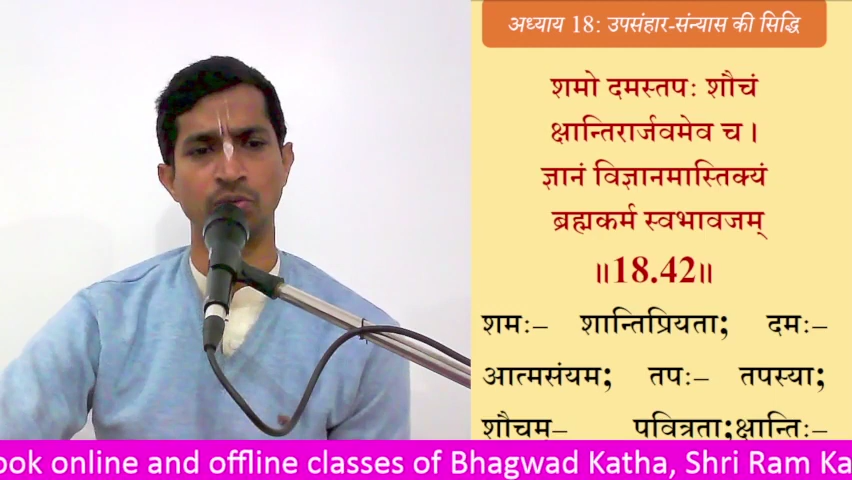 अध्याय 18: उपसंहार-संन्यास की सिद्धि
शमो दमस्तपः शौचं
क्षान्तिरार्जवमेव च।
ज्ञानं विज्ञानमास्तिक्यं
ब्रह्मकर्म स्वभावजम्
॥18.42॥
शमः– शान्तिप्रियता; दमः–
आत्मसंयम; तपः– तपस्या;
शौचम्– पवित्रता;क्षान्तिः–
ook online and offline classes of Bhagwad Katha, Shri Ram Ka